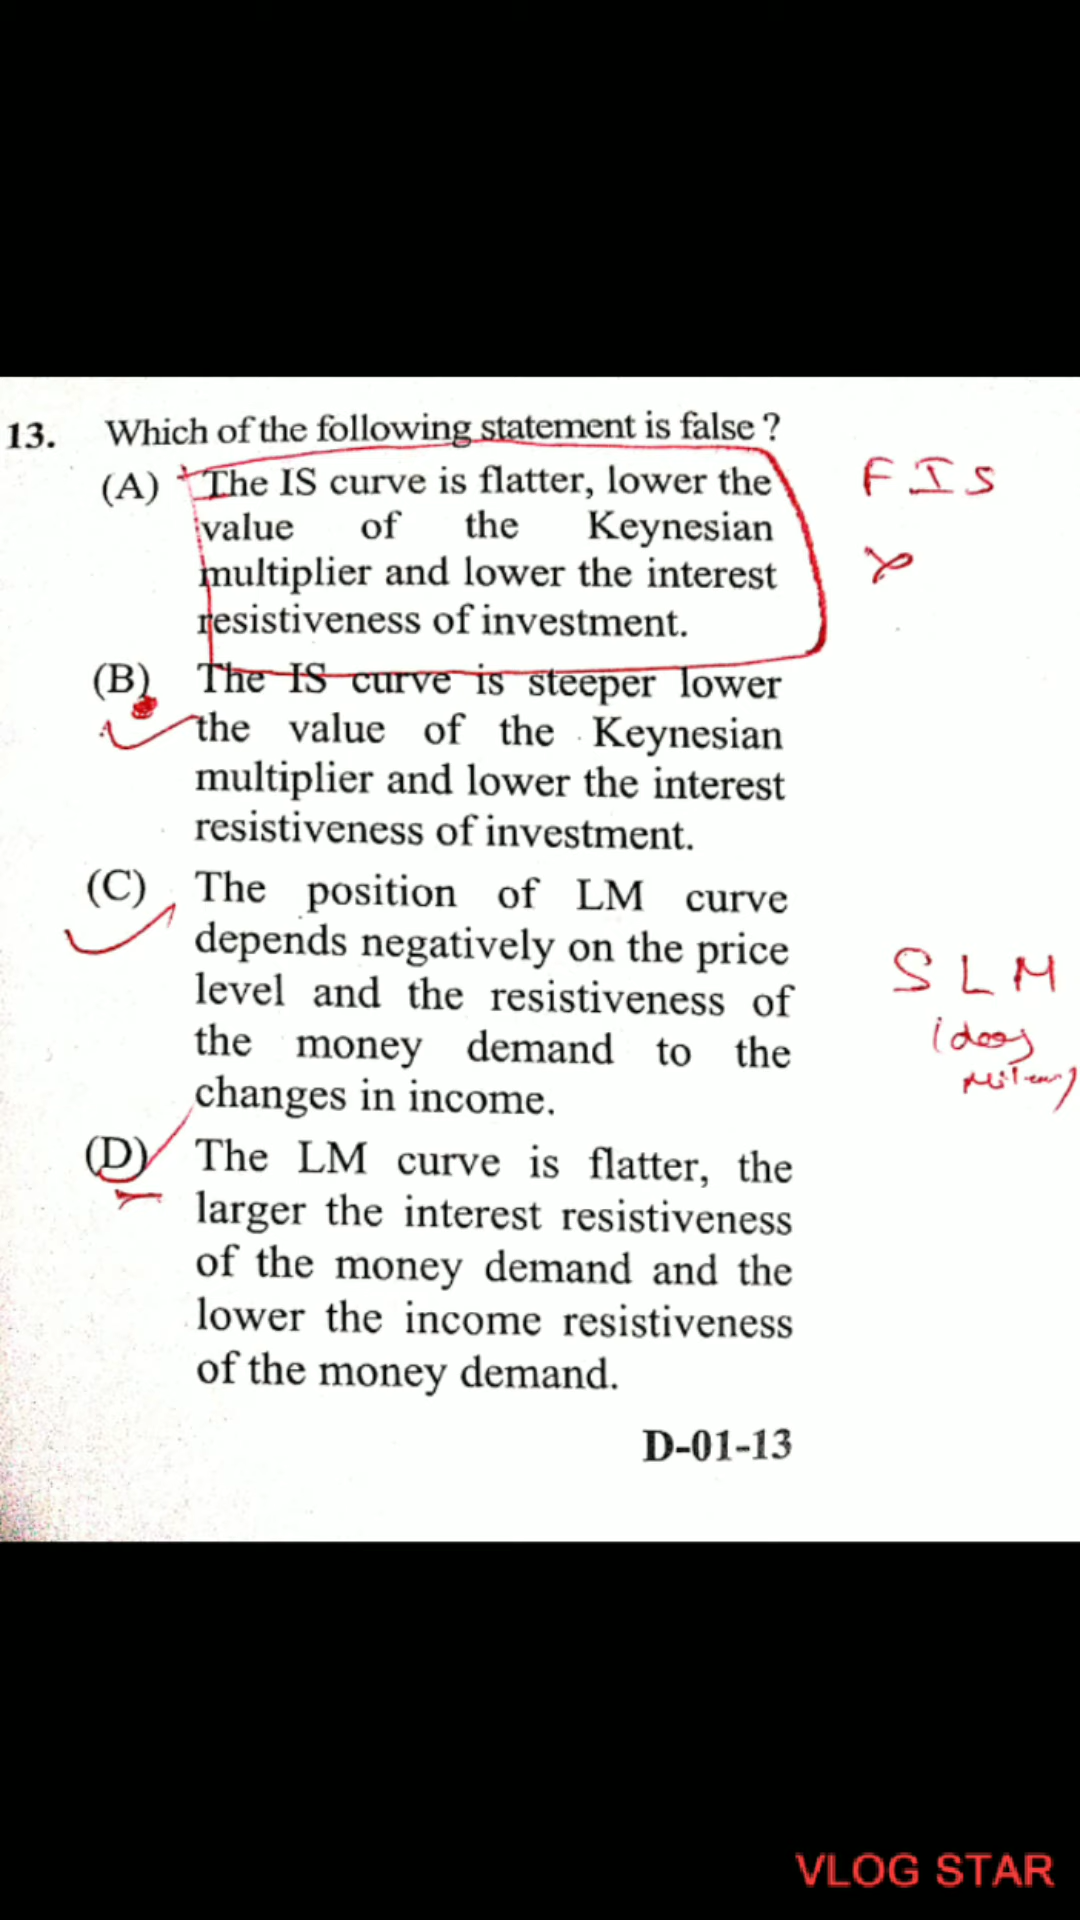 13. Which of the following statement is false ?
(A) The IS curve is flatter, lower the
value of the Keynesian
multiplier and lower the interest
resistiveness of investment.
(B) The IS curve is steeper lower
the value of the Keynesian
multiplier and lower the interest
resistiveness of investment.
(C) The position of LM curve
depends negatively on the price
level and the resistiveness of
the money demand to the
changes in income.
(D) The LM curve is flatter, the
larger the interest resistiveness
of the money demand and the
lower the income resistiveness
of the money demand.
D-01-13
F I S
S L M
VLOG STAR